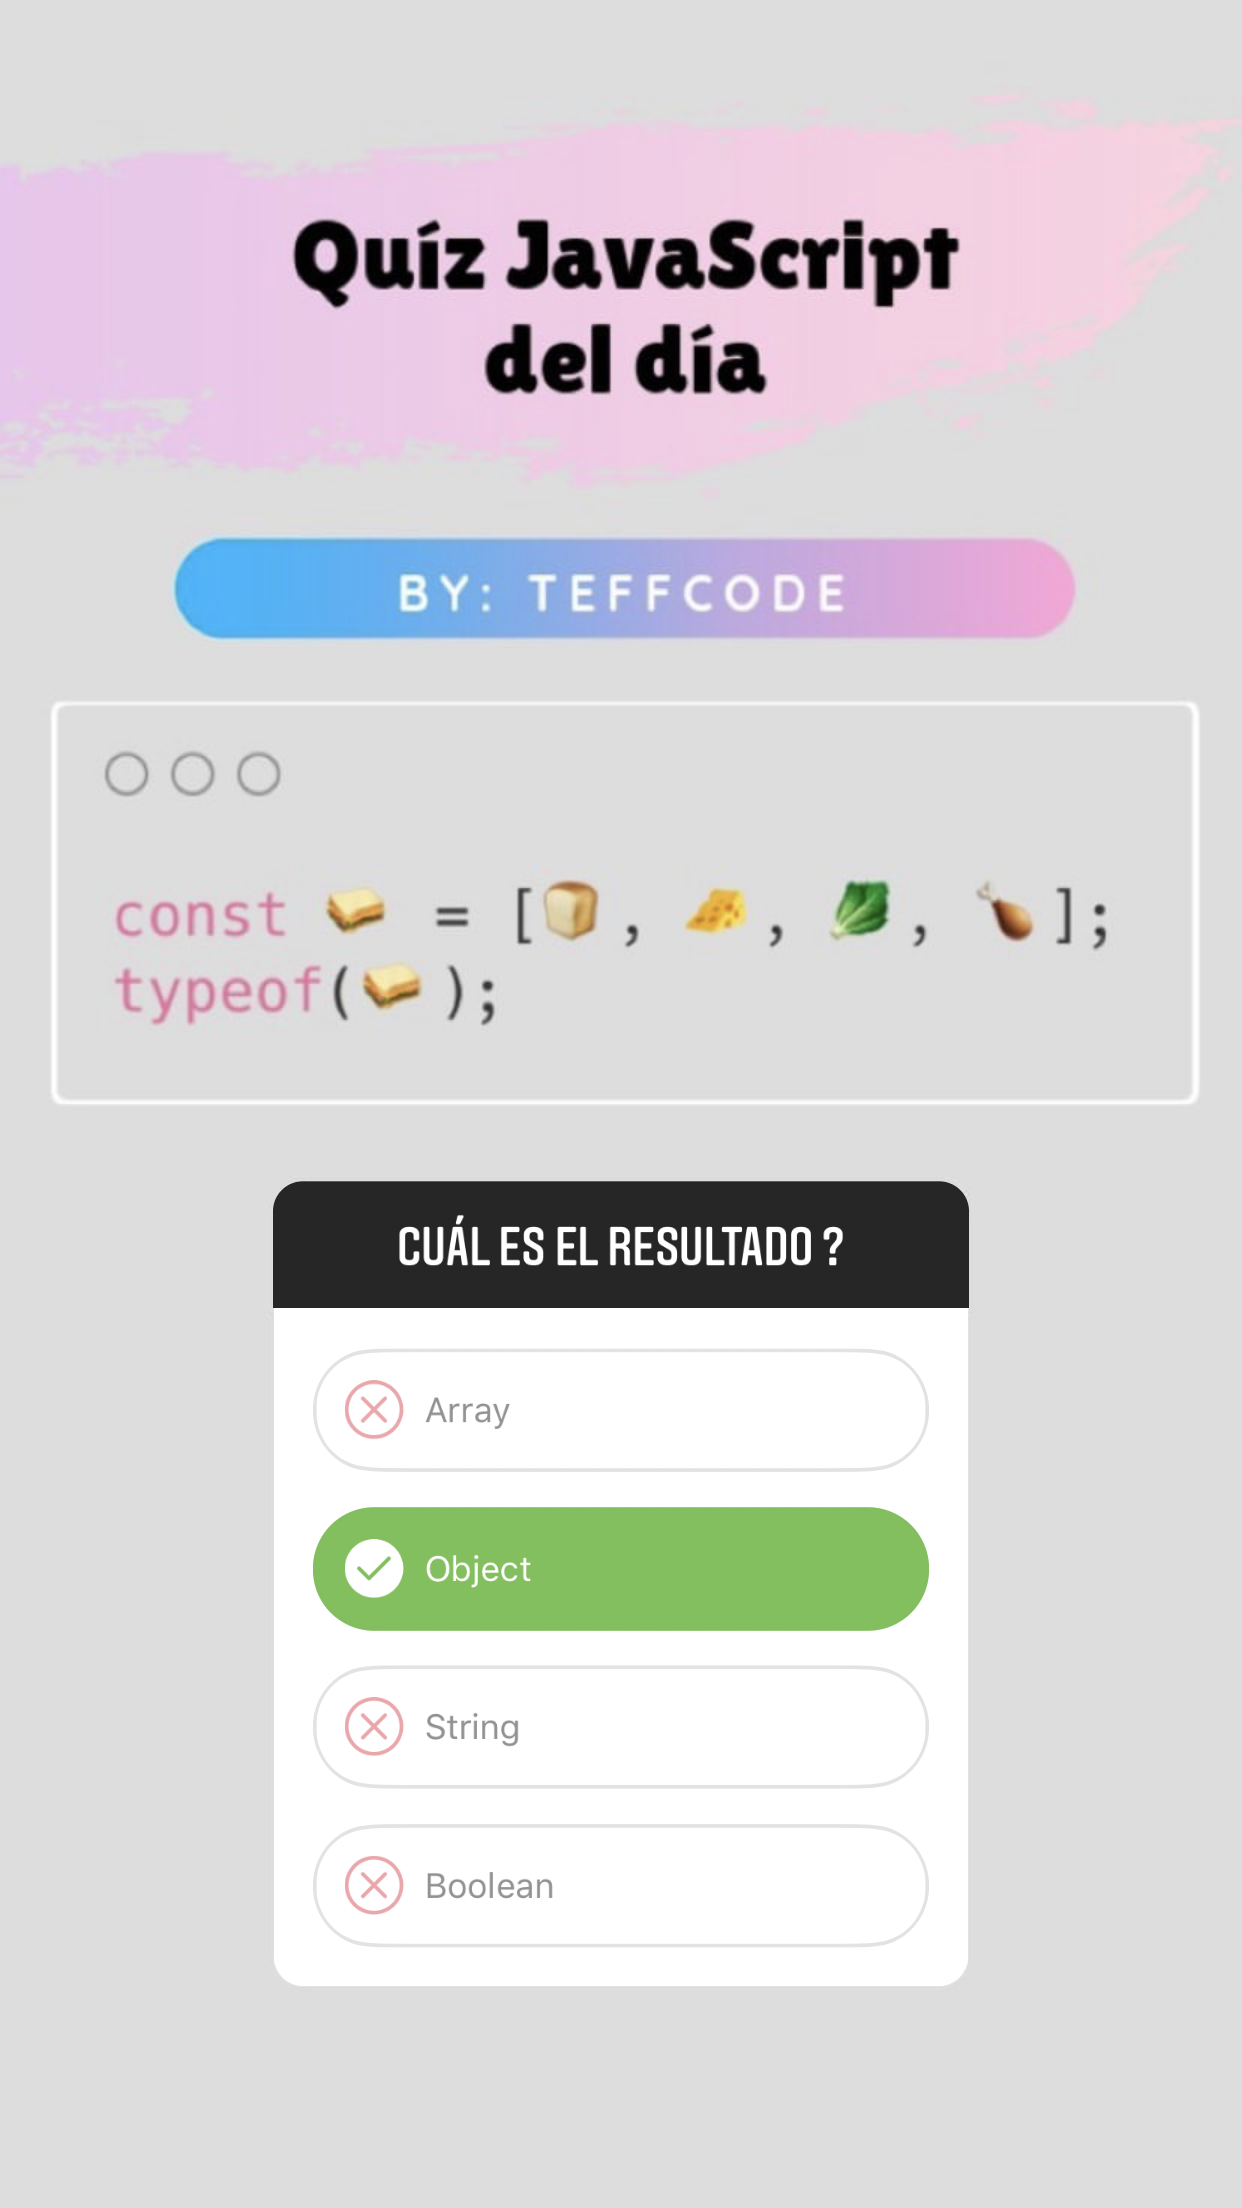 Quíz JavaScript
del día
BY: TEFFCODE
const 🥪 = [🍞, 🧀, 🥬, 🍗];
typeof(🥪);
CUÁL ES EL RESULTADO ?
Array
Object
String
Boolean